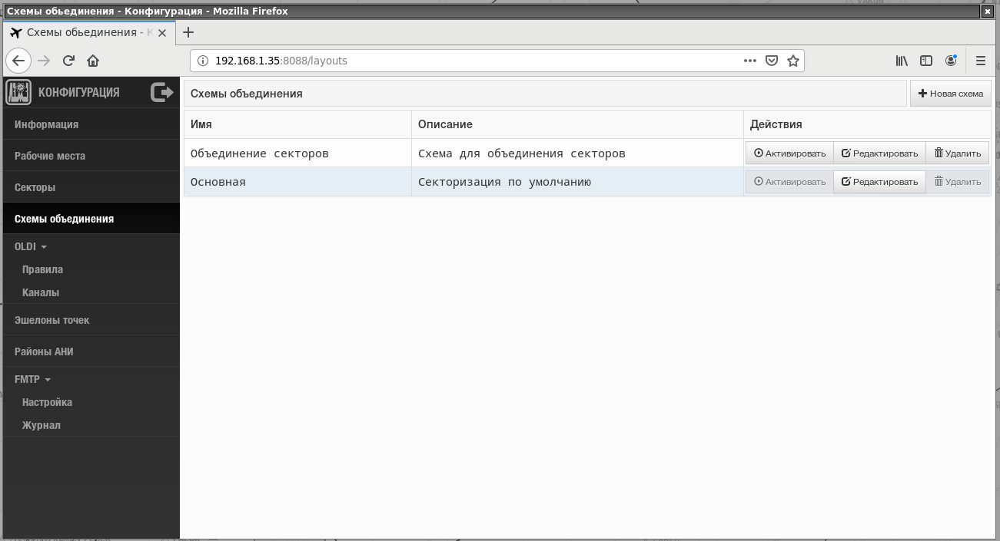 Схемы обьединения - Конфигурация - Mozilla Firefox
Схемы обьединения - К
192.168.1.35:8088/layouts
КОНФИГУРАЦИЯ
Информация
Рабочие места
Секторы
Схемы объединения
OLDI
Правила
Каналы
Эшелоны точек
Районы АНИ
FMTP
Настройка
Журнал
Схемы объединения
Новая схема
Имя Описание Действия
Объединение секторов Схема для объединения секторов Активировать Редактировать Удалить
Основная Секторизация по умолчанию Активировать Редактировать Удалить